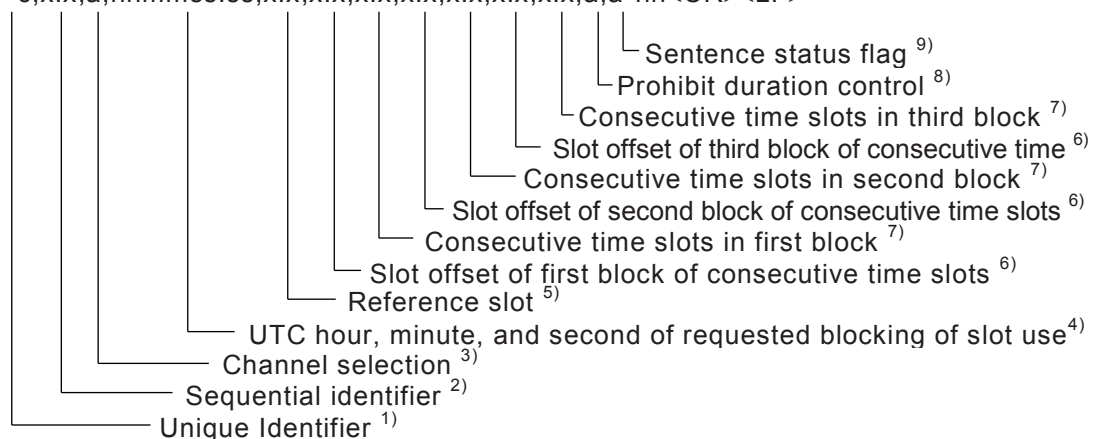 Sentence status flag 9)
Prohibit duration control 8)
Consecutive time slots in third block 7)
Slot offset of third block of consecutive time 6)
Consecutive time slots in second block 7)
Slot offset of second block of consecutive time slots 6)
Consecutive time slots in first block 7)
Slot offset of first block of consecutive time slots 6)
Reference slot 5)
UTC hour, minute, and second of requested blocking of slot use4)
Channel selection 3)
Sequential identifier 2)
Unique Identifier 1)